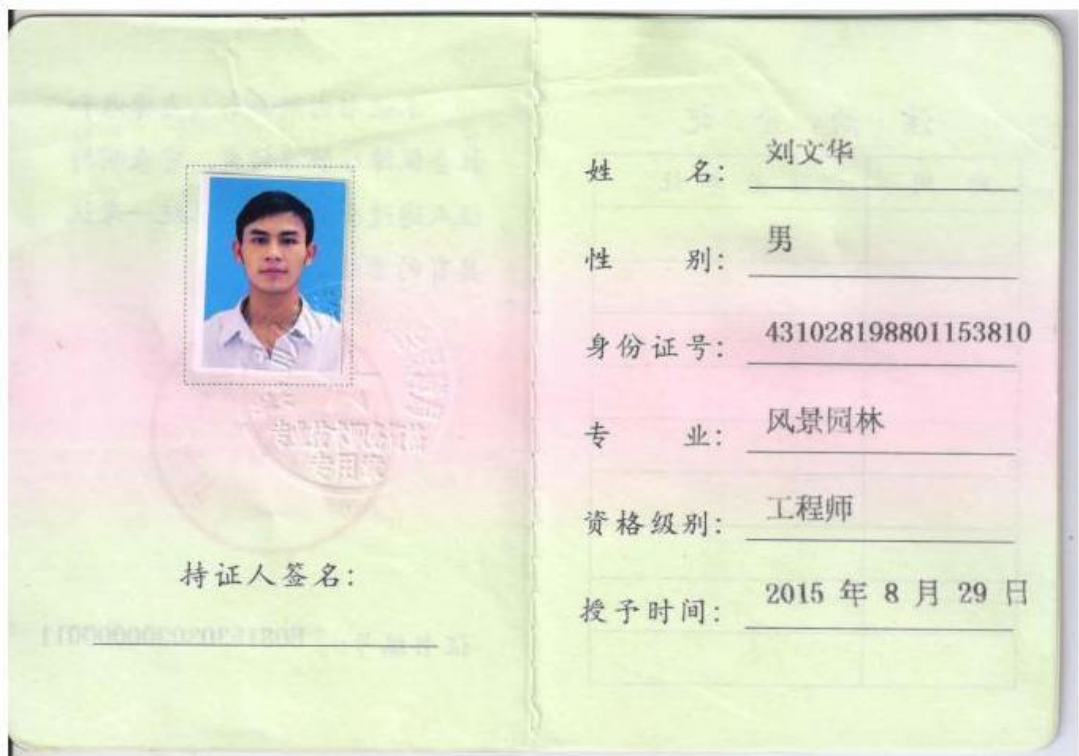 持证人签名:
姓 名: 刘文华
性 别: 男
身份证号: 431028198801153810
专 业: 风景园林
资格级别: 工程师
授予时间: 2015 年 8 月 29 日